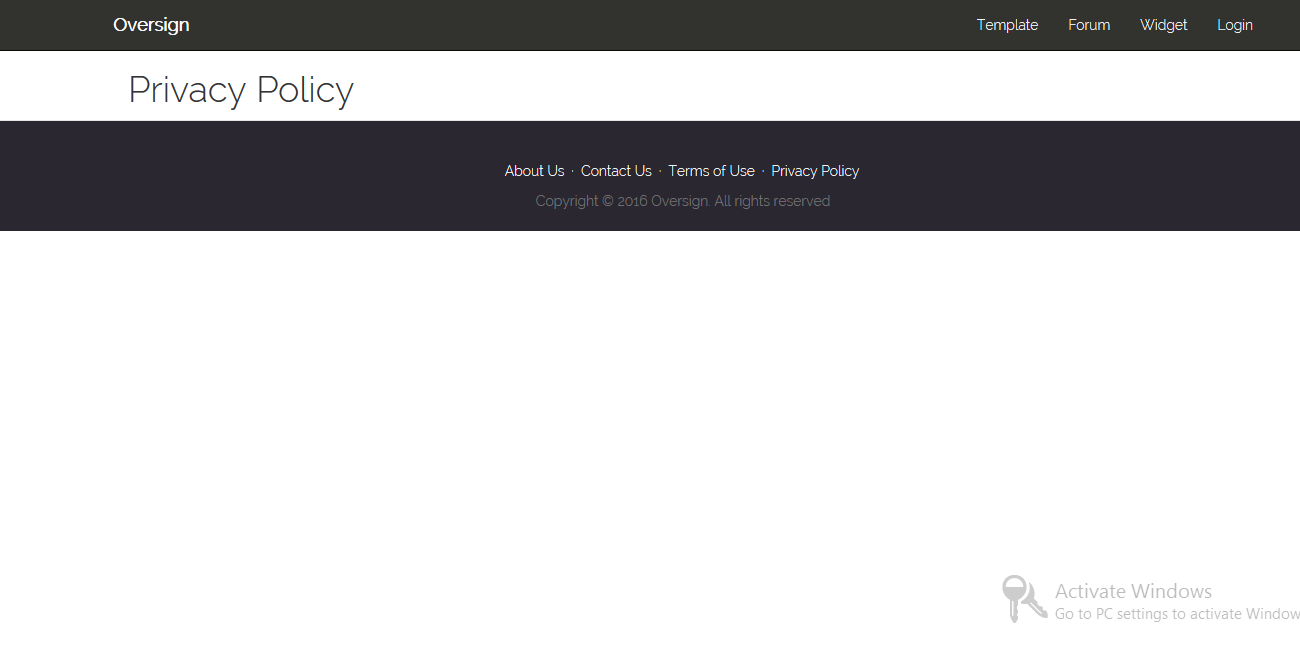 Oversign Template Forum Widget Login
Privacy Policy
About Us · Contact Us · Terms of Use · Privacy Policy
Copyright © 2016 Oversign. All rights reserved
Activate Windows
Go to PC settings to activate Window